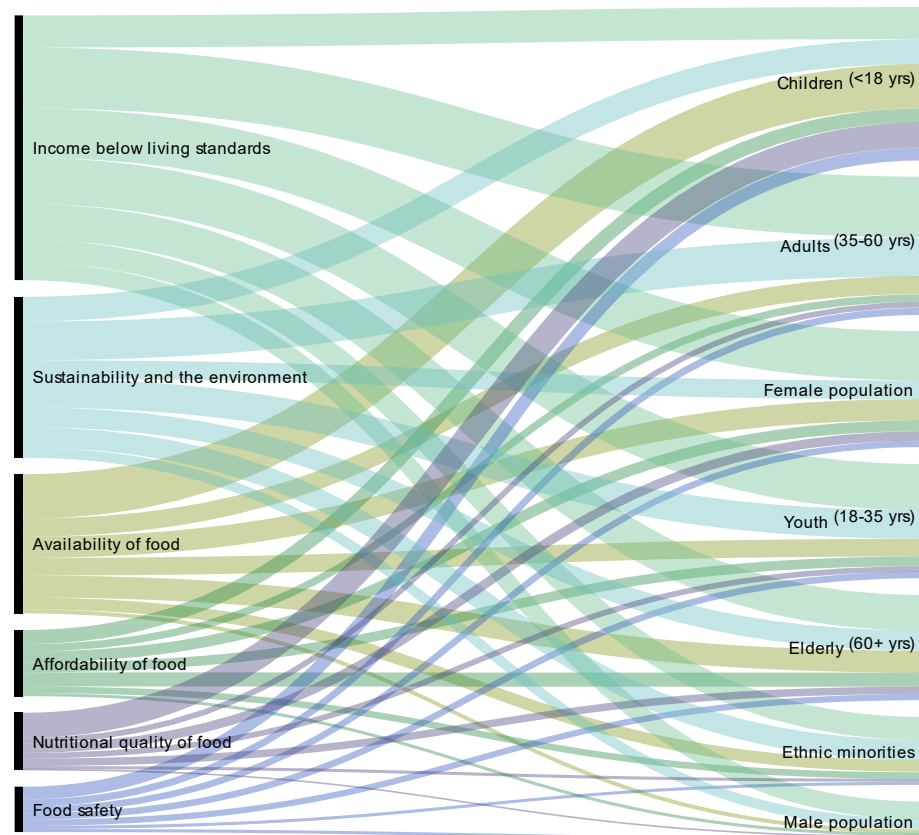 Income below living standards
Sustainability and the environment
Availability of food
Affordability of food
Nutritional quality of food
Food safety
Children (<18 yrs)
Adults (35-60 yrs)
Female population
Youth (18-35 yrs)
Elderly (60+ yrs)
Ethnic minorities
Male population